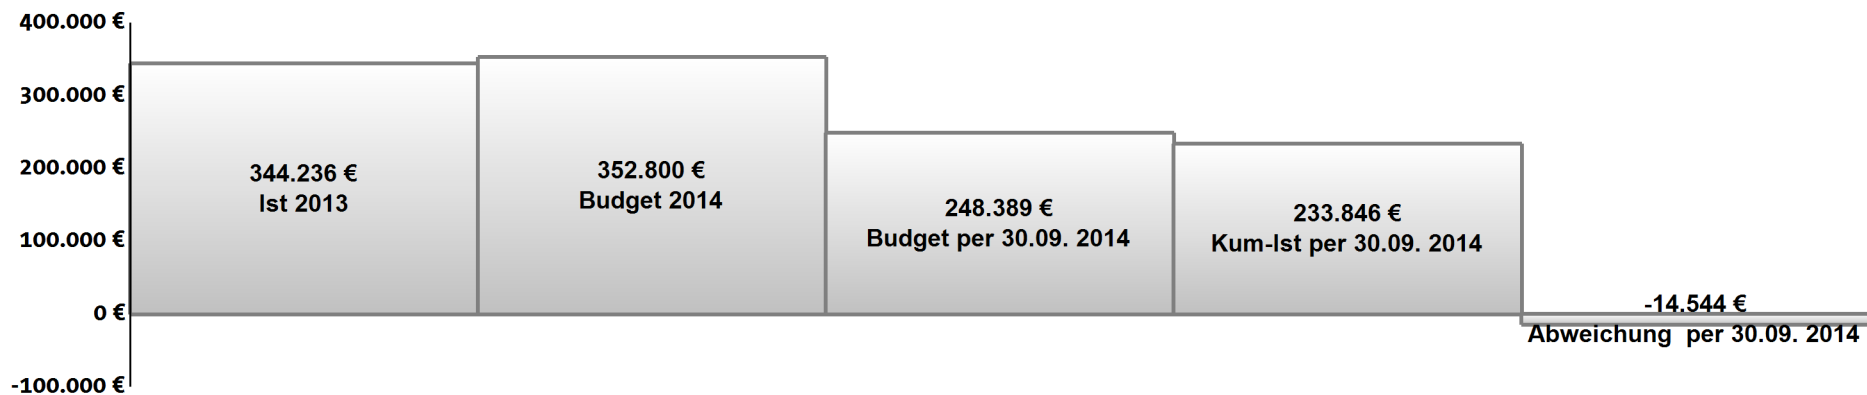 400.000 €
300.000 €
200.000 €
100.000 €
0 €
-100.000 €
344.236 €
Ist 2013
352.800 €
Budget 2014
248.389 €
Budget per 30.09. 2014
233.846 €
Kum-Ist per 30.09. 2014
-14.544 €
Abweichung  per 30.09. 2014